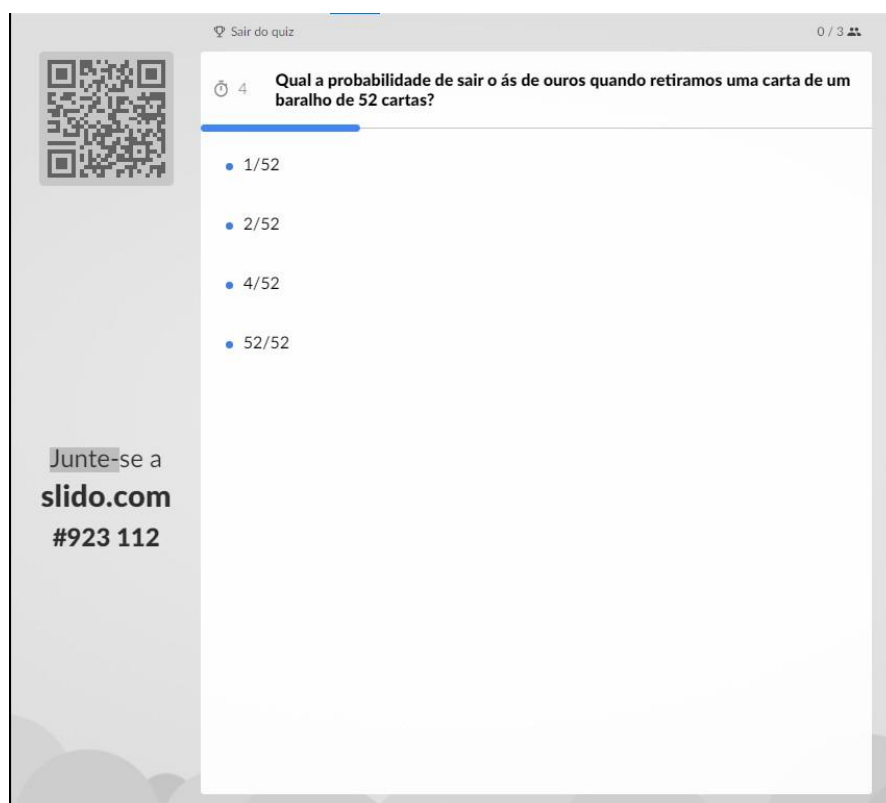 Sair do quiz
0 / 3
4
Qual a probabilidade de sair o ás de ouros quando retiramos uma carta de um
baralho de 52 cartas?
1/52
2/52
4/52
52/52
Junte-se a
slido.com
#923 112